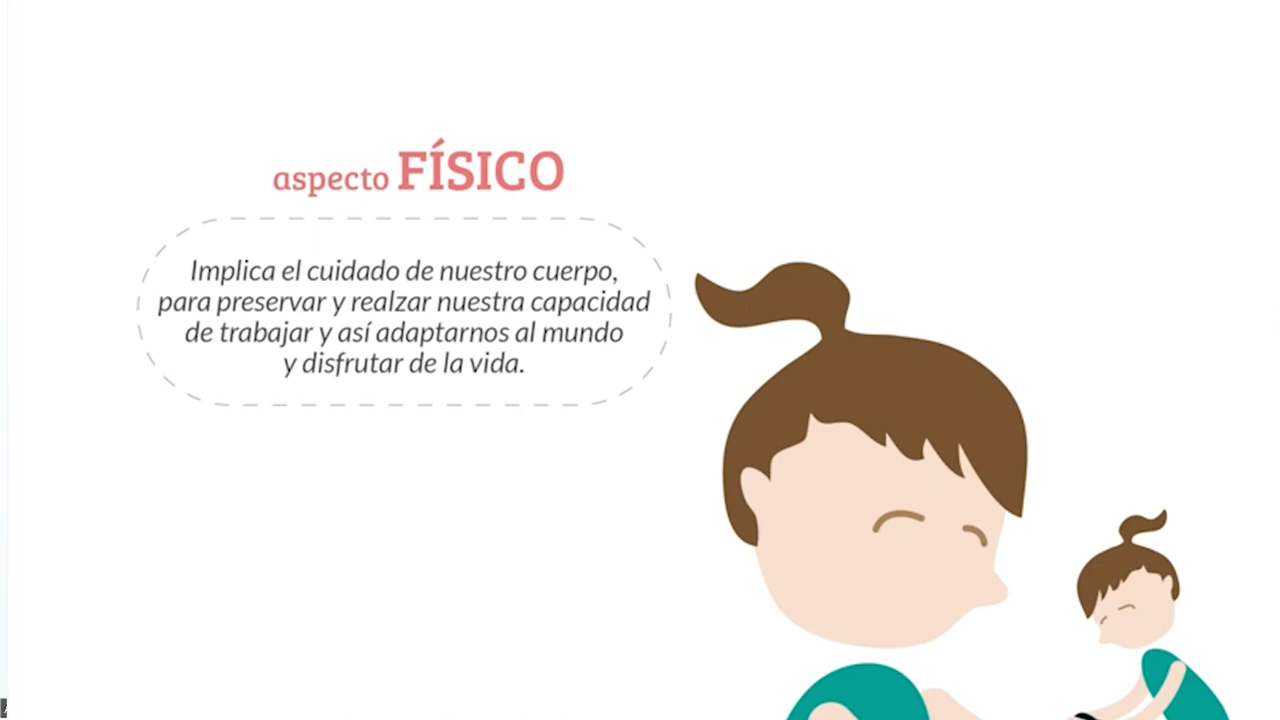 aspecto FÍSICO
Implica el cuidado de nuestro cuerpo,
para preservar y realzar nuestra capacidad
de trabajar y así adaptarnos al mundo
y disfrutar de la vida.